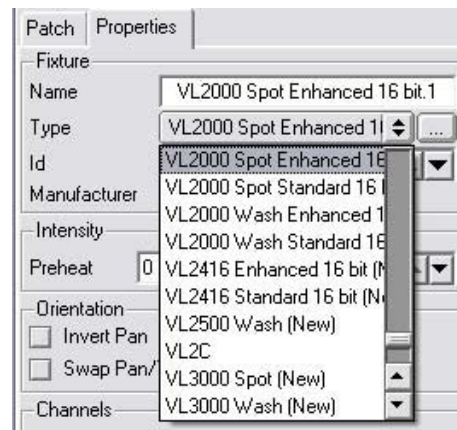 Patch Properties
Fixture
Name VL2000 Spot Enhanced 16 bit.1
Type VL2000 Spot Enhanced 1 ...
Id VL2000 Spot Enhanced 16
VL2000 Spot Standard 16
Manufacturer
VL2000 Wash Enhanced 1
Intensity
VL2000 Wash Standard 16
Preheat 0 VL2416 Enhanced 16 bit (N
VL2416 Standard 16 bit (N
Orientation
VL2500 Wash (New)
Invert Pan
VL2C
Swap Pan/
VL3000 Spot (New)
Channels VL3000 Wash (New)